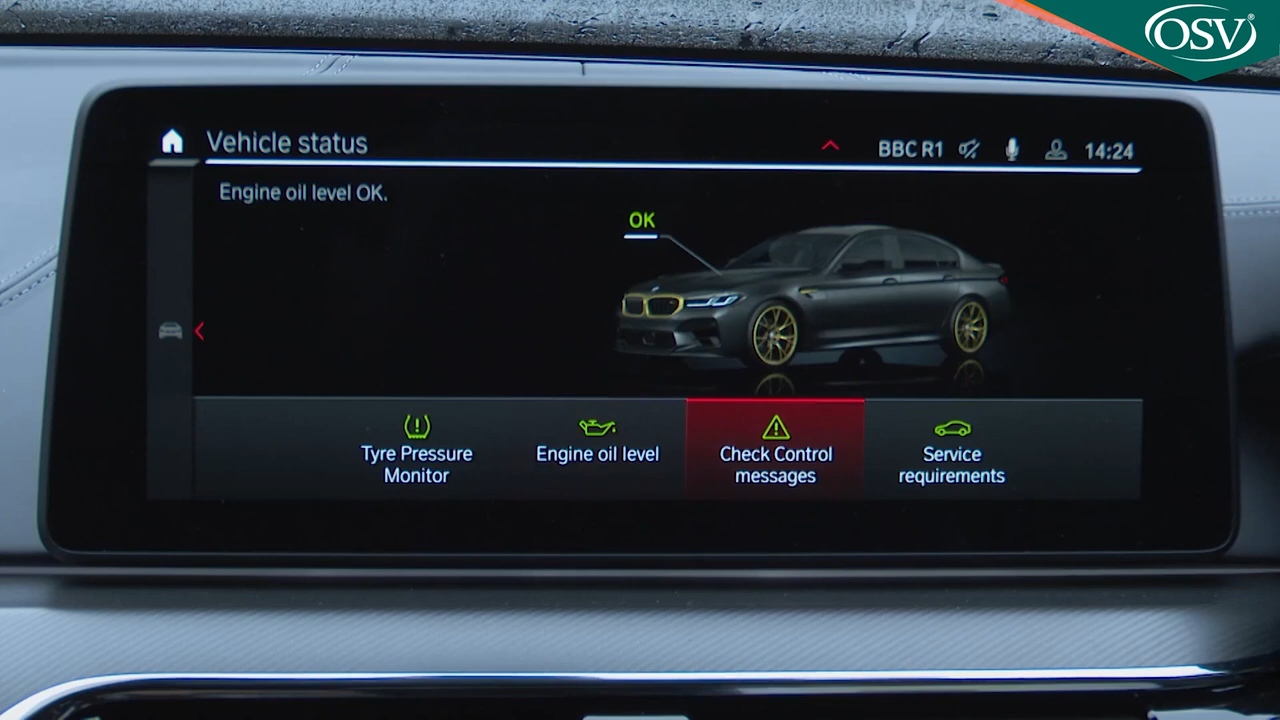 OSV®
Vehicle status
BBC R1
14:24
Engine oil level OK.
OK
Tyre Pressure
Monitor
Engine oil level
Check Control
messages
Service
requirements